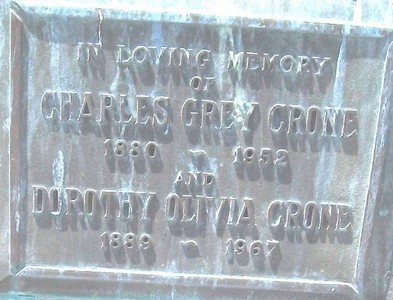 IN LOVING MEMORY
OF
CHARLES GREY CRONE
1880 ~ 1952
AND
DOROTHY OLIVIA CRONE
1889 ~ 1967